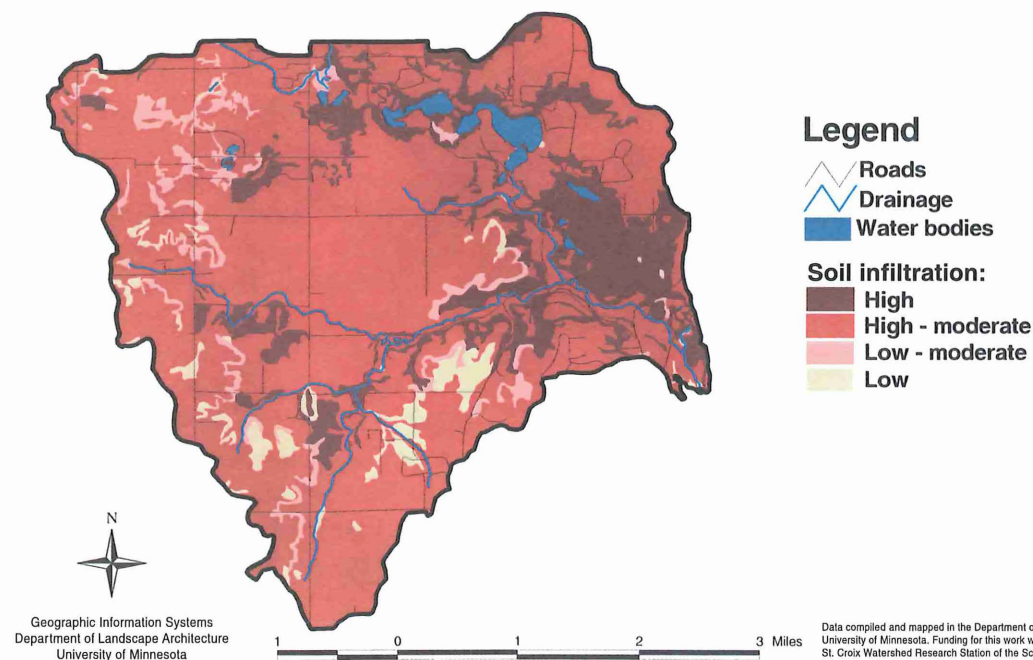 Legend
Roads
Drainage
Water bodies
Soil infiltration:
High
High - moderate
Low - moderate
Low
N
Geographic Information Systems
Department of Landscape Architecture
University of Minnesota
1 0 1 2 3 Miles
Data compiled and mapped in the Department o
University of Minnesota. Funding for this work w
St. Croix Watershed Research Station of the Sc